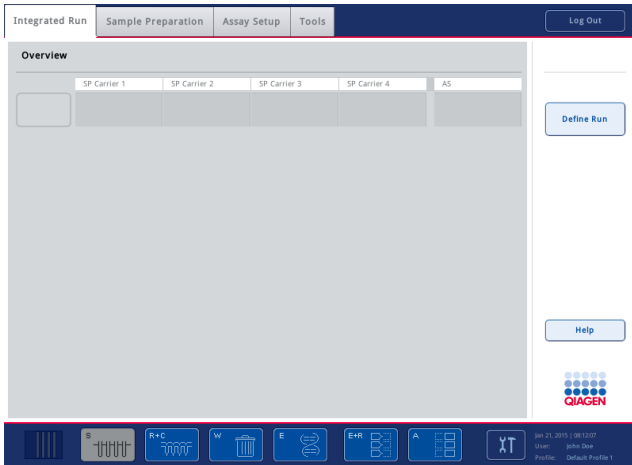 Integrated Run Sample Preparation Assay Setup Tools Log Out
Overview
SP Carrier 1 SP Carrier 2 SP Carrier 3 SP Carrier 4 AS
Define Run
Help
QIAGEN
S R+C W E E+R A
Jan 21, 2015 | 08:12:07
User: John Doe
Profile: Default Profile 1